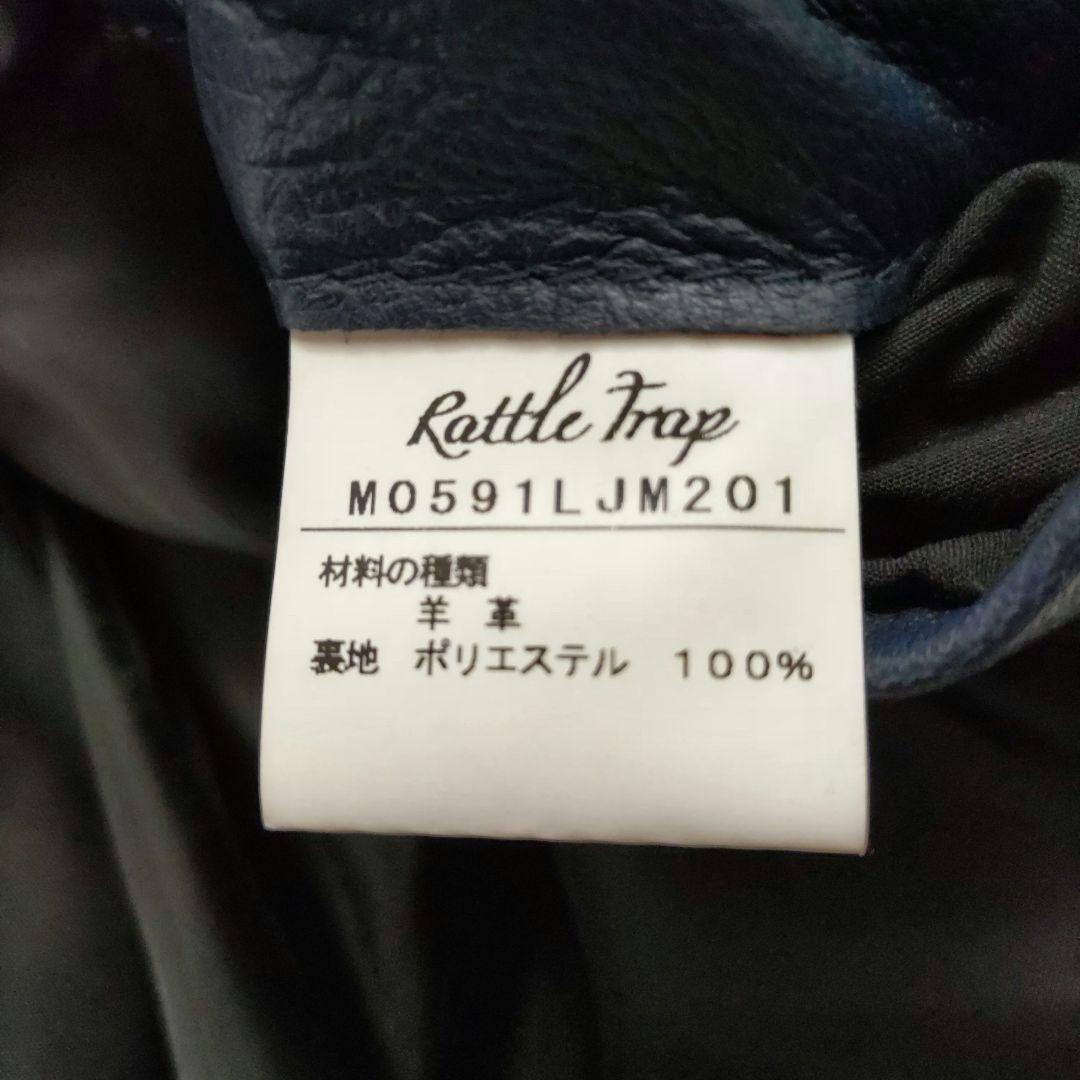 Rattle Trap
M0591LJM201
材料の種類
羊 革
裏地 ポリエステル 100%